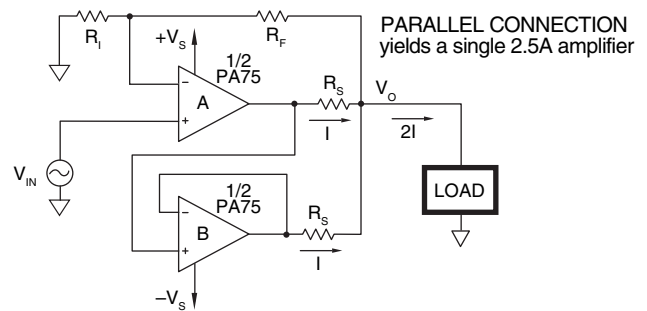 PARALLEL CONNECTION
yields a single 2.5A amplifier
R_I
+V_S
R_F
1/2
PA75
A
−
+
R_S
I
V_O
2I
V_IN
LOAD
1/2
PA75
B
−
+
R_S
I
–V_S